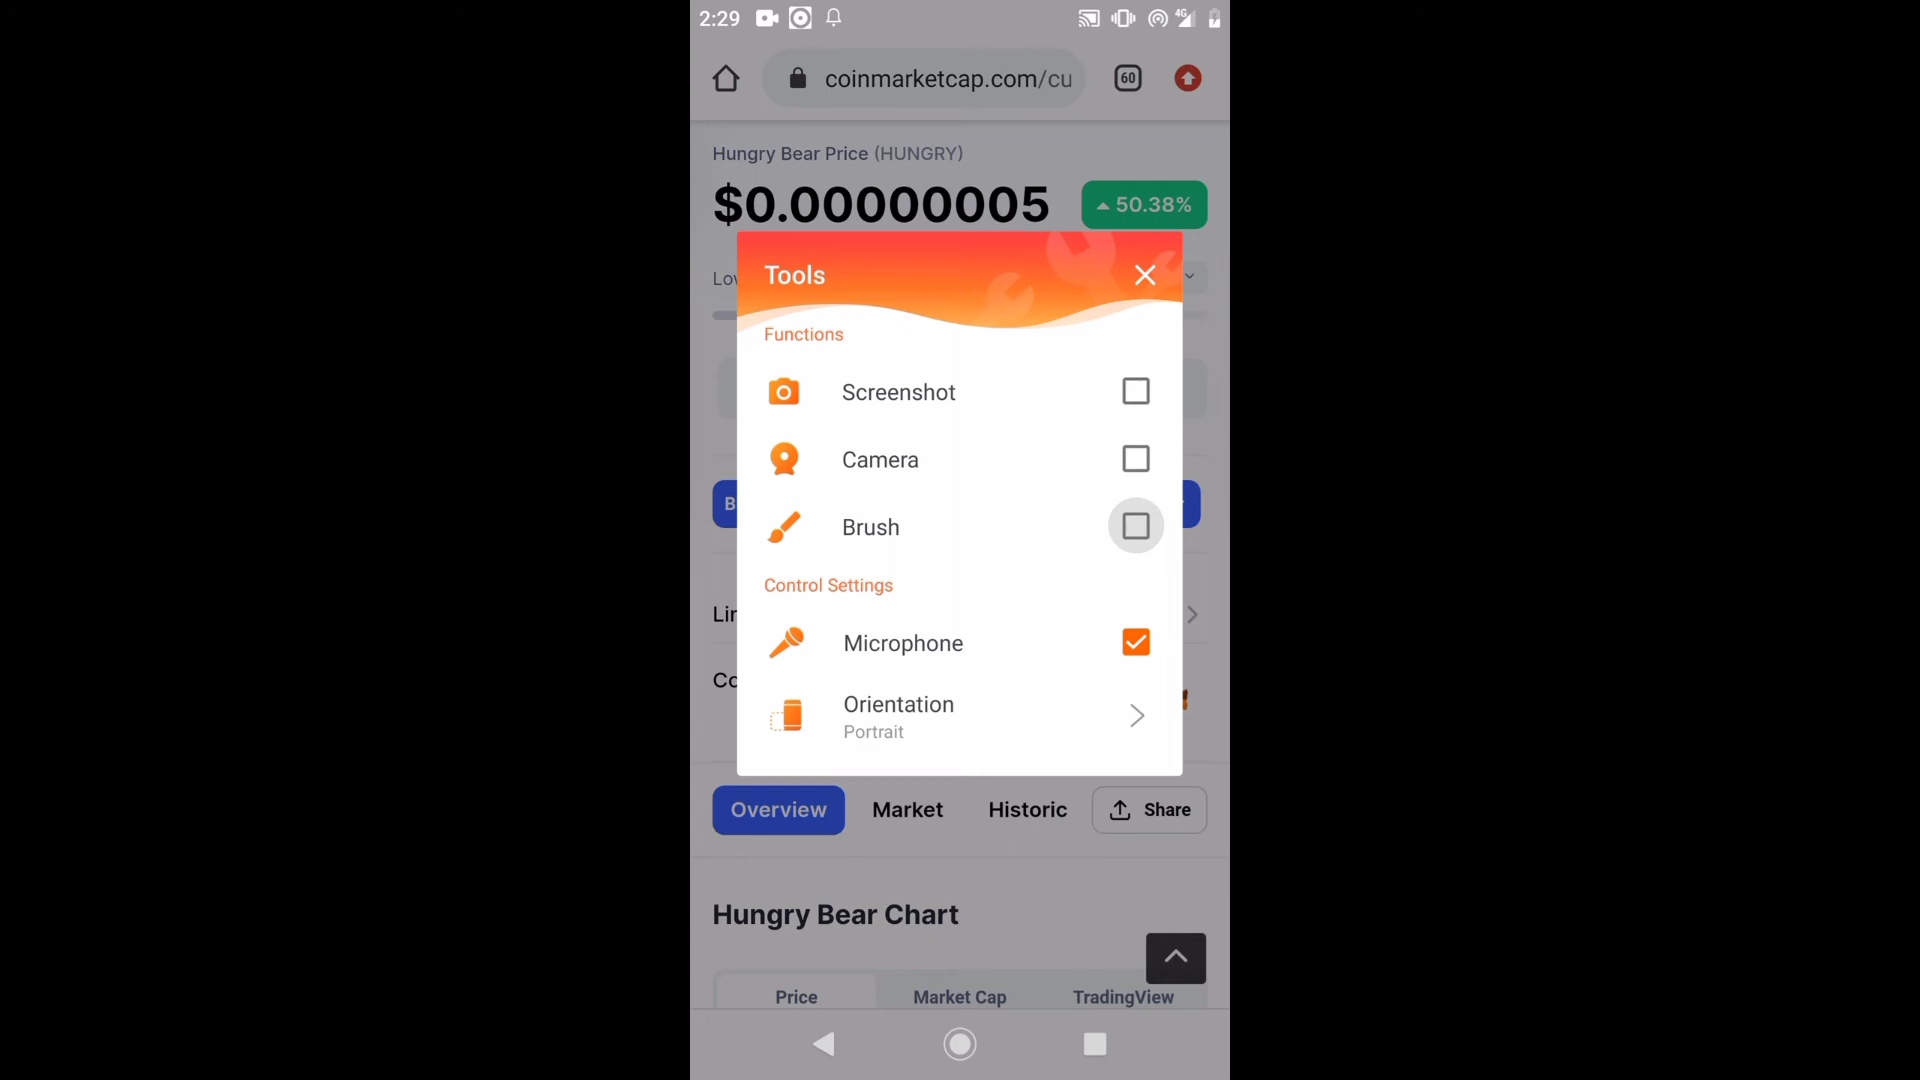 2:29
4G
coinmarketcap.com/cu
60
Hungry Bear Price (HUNGRY)
$0.00000005
50.38%
Tools
Functions
Screenshot
Camera
Brush
Control Settings
Microphone
Orientation
Portrait
Overview
Market
Historic
Share
Hungry Bear Chart
Price
Market Cap
TradingView